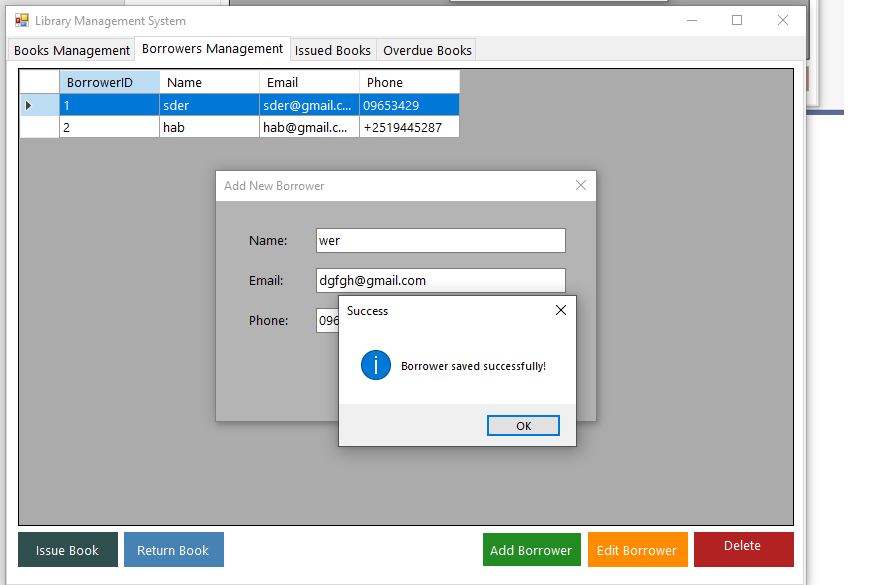 Library Management System
Books Management Borrowers Management Issued Books Overdue Books
BorrowerID Name Email Phone
1 sder sder@gmail.c... 09653429
2 hab hab@gmail.c... +2519445287
Add New Borrower
Name: wer
Email: dgfgh@gmail.com
Success
Phone: 096
Borrower saved successfully!
OK
Issue Book Return Book Add Borrower Edit Borrower Delete